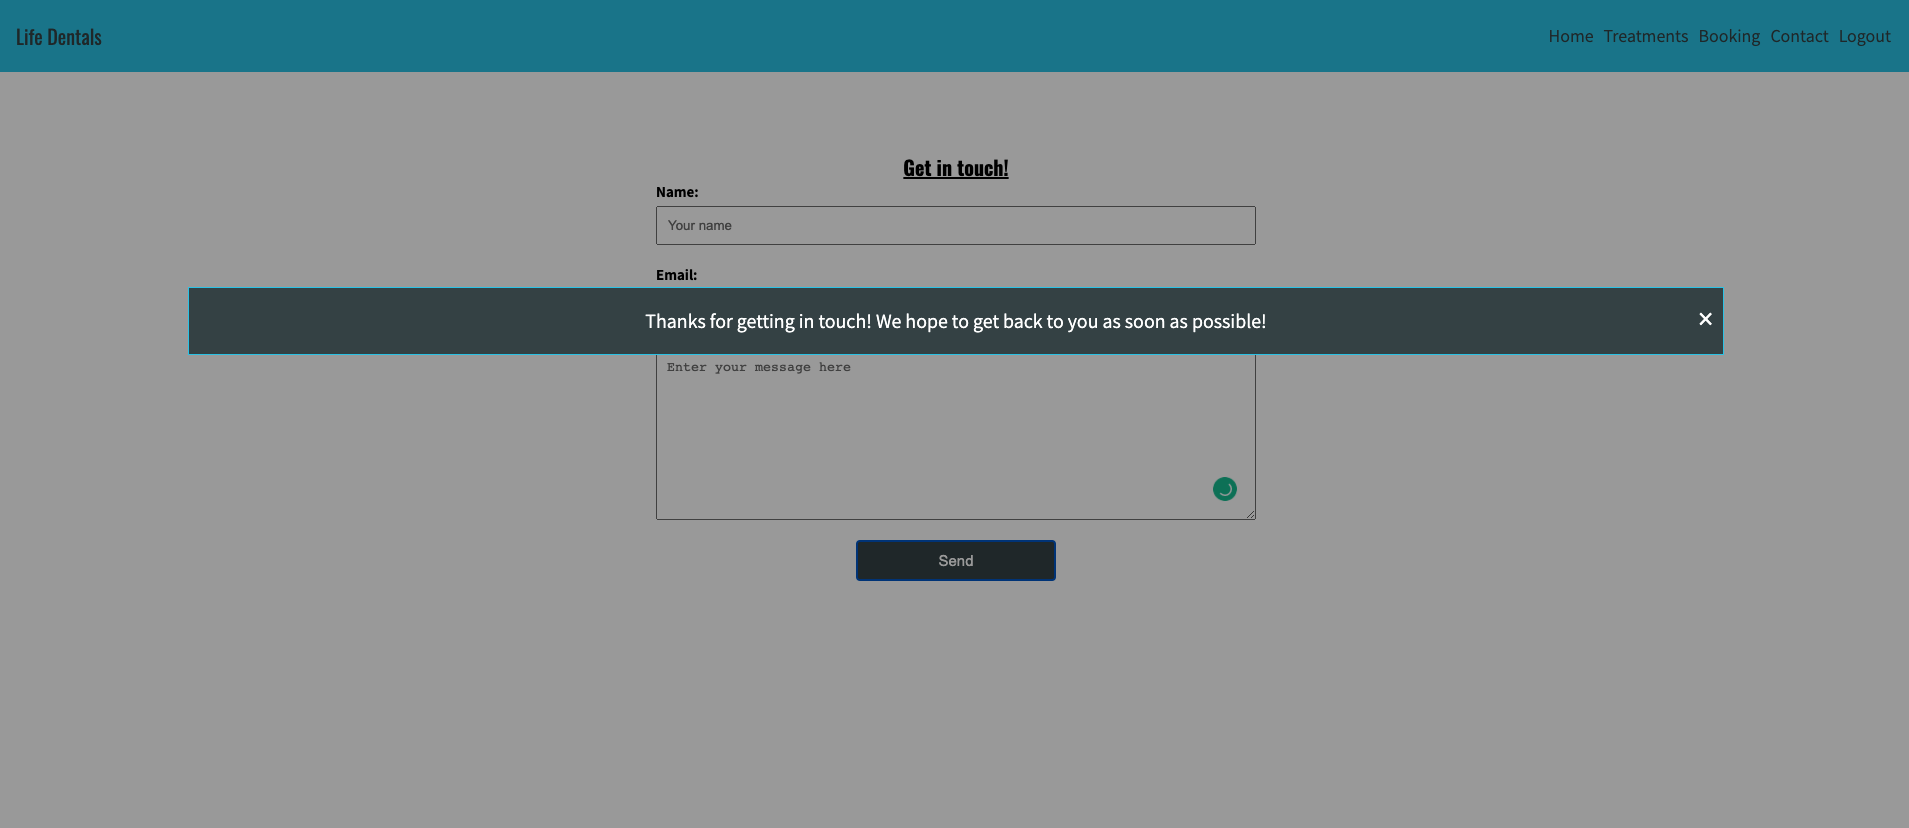 Life Dentals
Home Treatments Booking Contact Logout
Get in touch!
Name:
Your name
Email:
Thanks for getting in touch! We hope to get back to you as soon as possible!
Enter your message here
Send